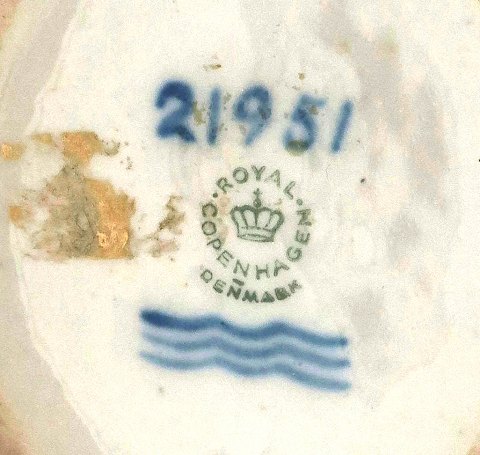 21951
ROYAL
COPENHAGEN
DENMARK